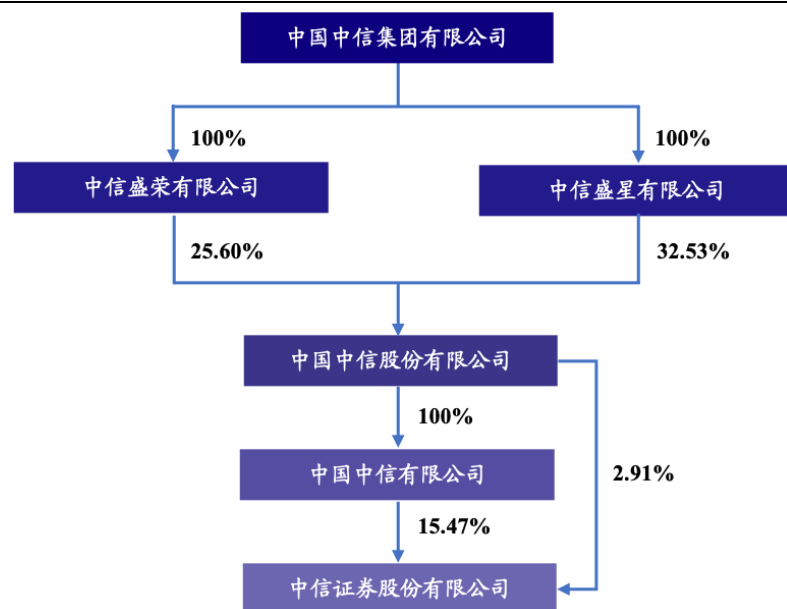 中国中信集团有限公司
100%
100%
中信盛荣有限公司
中信盛星有限公司
25.60%
32.53%
中国中信股份有限公司
100%
中国中信有限公司
2.91%
15.47%
中信证券股份有限公司